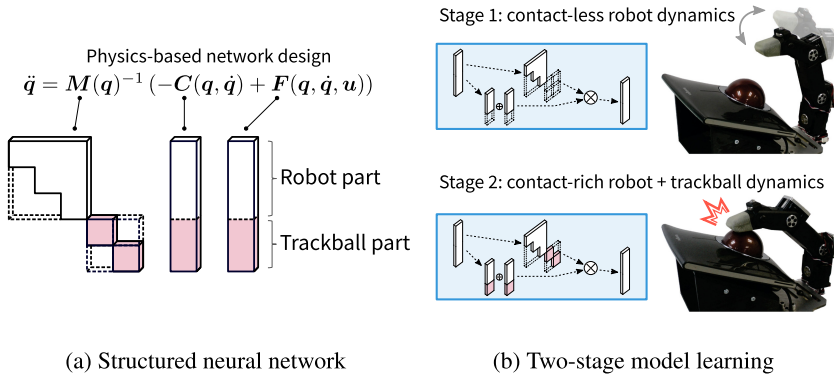 Physics-based network design
q̈ = M(q)⁻¹ (−C(q, q̇) + F(q, q̇, u))
Robot part
Trackball part
(a) Structured neural network
Stage 1: contact-less robot dynamics
Stage 2: contact-rich robot + trackball dynamics
(b) Two-stage model learning